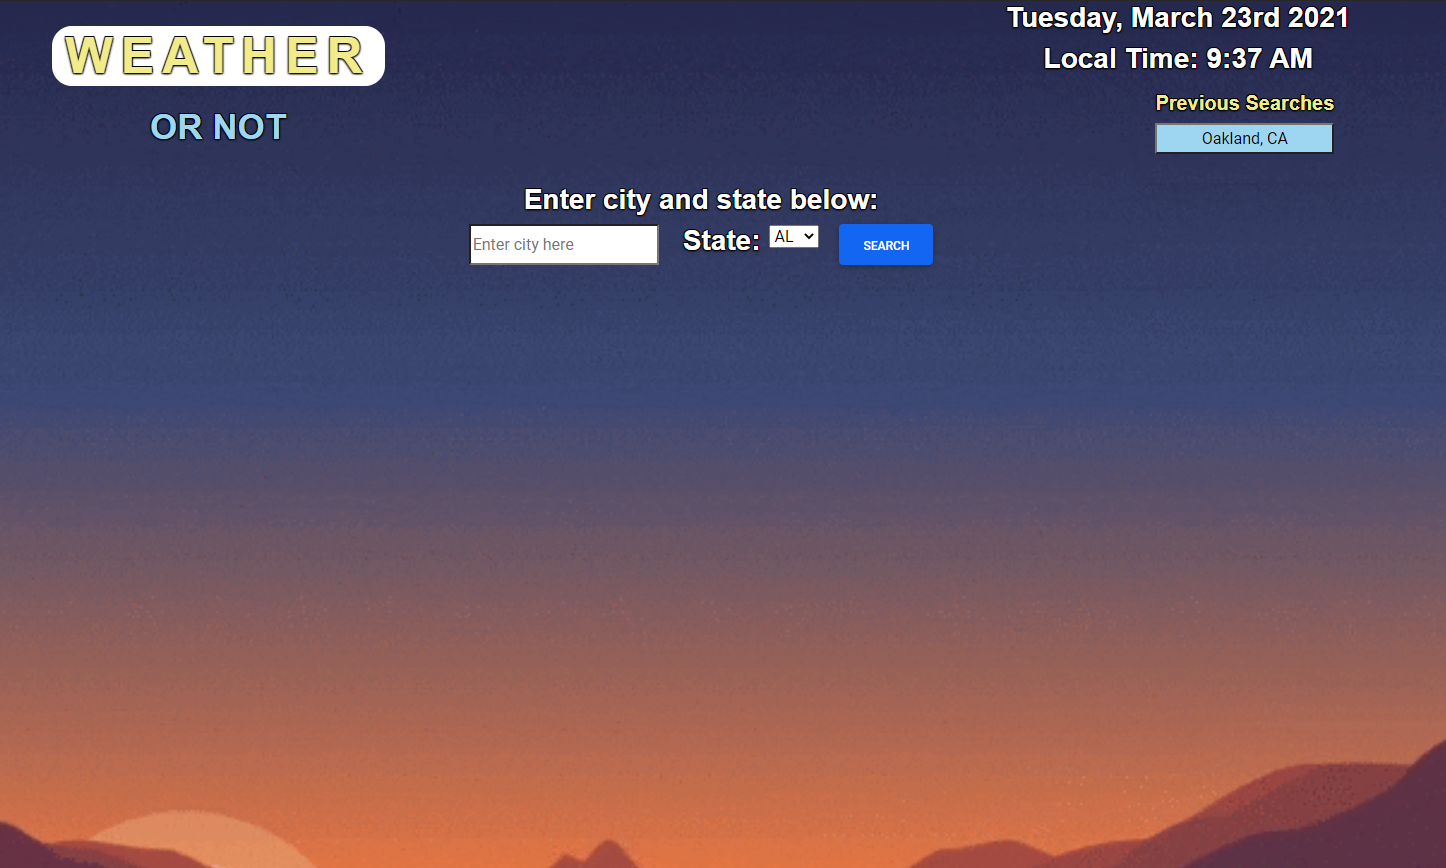 WEATHER
OR NOT
Tuesday, March 23rd 2021
Local Time: 9:37 AM
Previous Searches
Oakland, CA
Enter city and state below:
Enter city here State: AL SEARCH